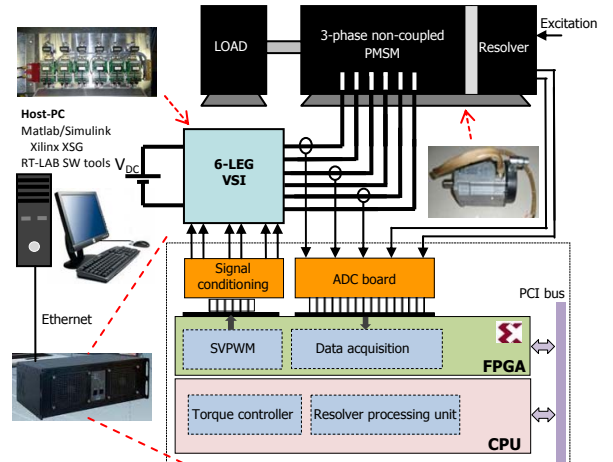 LOAD
3-phase non-coupled
PMSM
Resolver
Excitation
Host-PC
Matlab/Simulink
Xilinx XSG
RT-LAB SW tools
VDC
6-LEG
VSI
Signal
conditioning
ADC board
PCI bus
Ethernet
SVPWM
Data acquisition
FPGA
Torque controller
Resolver processing unit
CPU